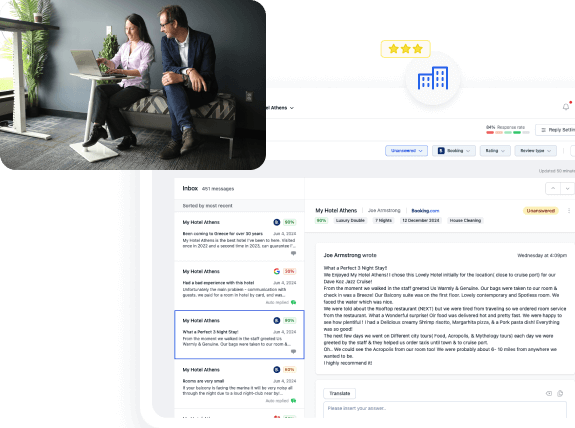 el Athens
94% Response rate
Reply Settin
Unanswered
Booking
Rating
Review type
Updated 50 minute
Inbox 451 messages
Sorted by most recent
My Hotel Athens 90%
Been coming to Greece for over 30 years Jun 4, 2024
My Hotel Athens is the best hotel I've been to here. Visited
once in 2022 and a second time in 2023, can guarantee i'...
My Hotel Athens 30%
Had a bad experience with this hotel Jun 4, 2024
Unfortunately the main problem - communication with
guests, we paid for a room in hotel by card, and was...
Auto replied
My Hotel Athens 90%
What a Perfect 3 Night Stay! Jun 4, 2024
From the moment we walked in the staff greeted Us
Warmly & Genuine. Our bags were taken to our room &...
My Hotel Athens 60%
Rooms are very small Jun 4, 2024
If your balcony is facing the marina it will be very noisy all
through the night due to a loud night-club near by!...
Auto replied
My Hotel Athens
My Hotel Athens Joe Armstrong Booking.com Unanswered
90% Luxury Double 7 Nights 12 December 2024 House Cleaning
Joe Armstrong wrote Wednesday at 4:09pm
What a Perfect 3 Night Stay!!
We Enjoyed My Hotel Athens! I chose this Lovely Hotel initially for the location( close to cruise port) for our
Dave Koz Jazz Cruise!
From the moment we walked in the staff greeted Us Warmly & Genuine. Our bags were taken to our room &
check in was a Breeze! Our Balcony suite was on the first floor. Lovely contemporary and Spotless room. We
faced the water which was nice.
We were told about the Rooftop restaurant (NEXT) but we were tired from traveling so we ordered room service
from the restaurant. What a Wonderful surprise! Our food was delivered hot and pretty fast. We were happy to
see how plentiful! I had a Delicious creamy Shrimp risotto, Margarhita pizza, & a Pork pasta dish! Everything
was so good!
The next few days we went on Different city tours( Food, Acropolis, & Mythology tours) each day we were
greeted by the staff & they helped us order taxis until town & to cruise port.
Oh.. We could see the Acropolis from our room too! We were probably about 6- 10 miles from anywhere we
wanted to be.
I highly recommend it!
Translate
Please insert your answer...